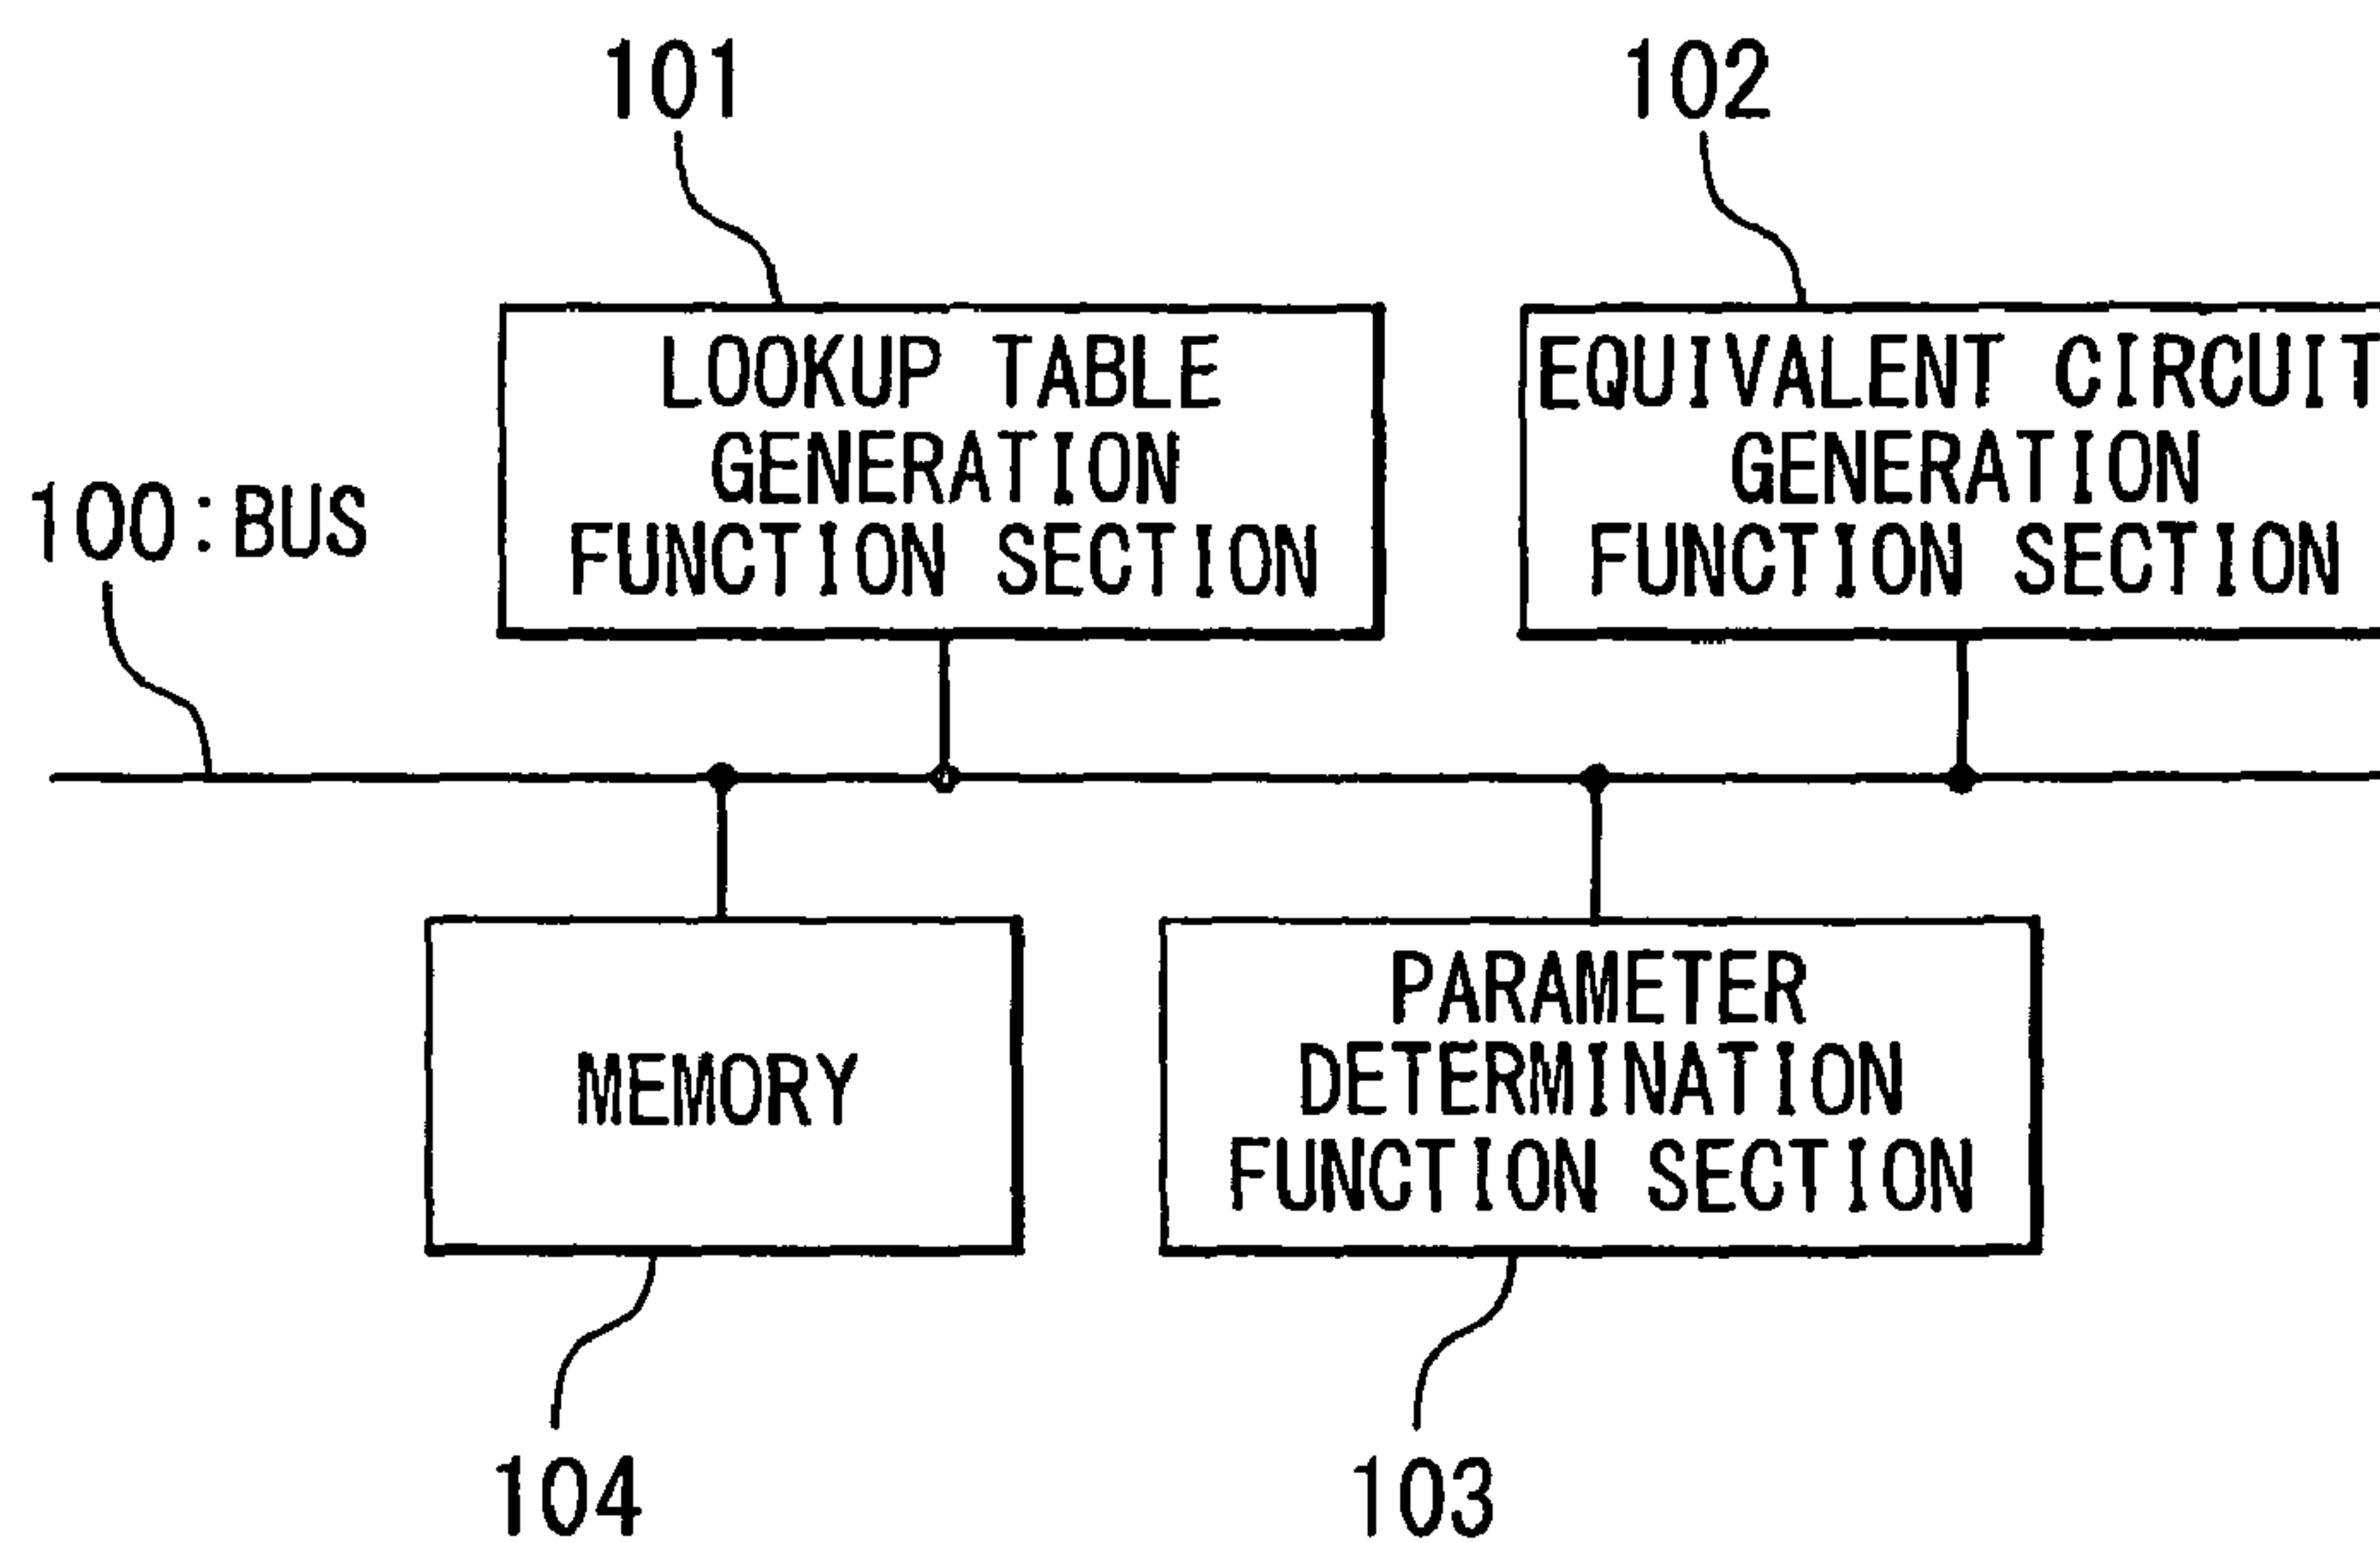 101
102
LOOKUP TABLE
GENERATION
FUNCTION SECTION
EQUIVALENT CIRCUIT
GENERATION
FUNCTION SECTION
100:BUS
MEMORY
PARAMETER
DETERMINATION
FUNCTION SECTION
104
103